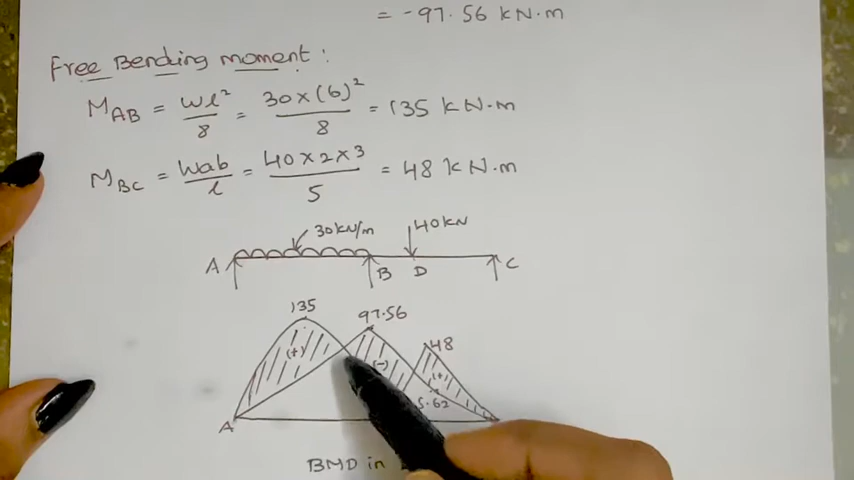 = -97.56 KN.m
Free Bending moment :
MAB = wl²/8 = 30×(6)²/8 = 135 KN.m
MBC = Wab/l = 40×2×3/5 = 48 KN.m
30KN/m 40KN
A B D C
135 97.56
48
(+) (-) (+)
5.62
A
BMD in